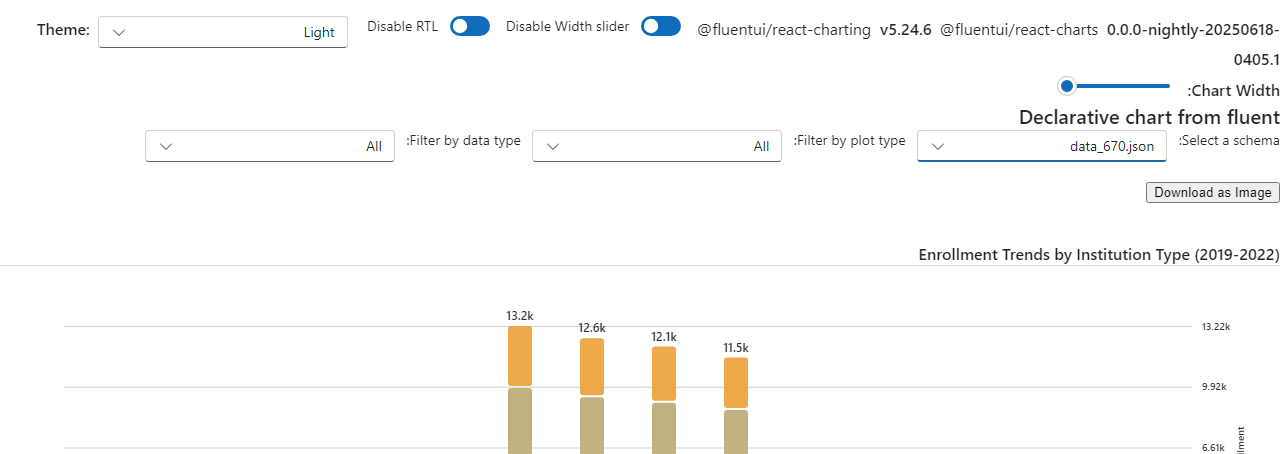 Theme: Light Disable RTL Disable Width slider @fluentui/react-charting v5.24.6 @fluentui/react-charts 0.0.0-nightly-20250618-
0405.1
:Chart Width
Declarative chart from fluent
:Select a schema data_670.json :Filter by plot type All :Filter by data type All
Download as Image
Enrollment Trends by Institution Type (2019-2022)
13.2k
12.6k
12.1k
11.5k
13.22k
9.92k
6.61k